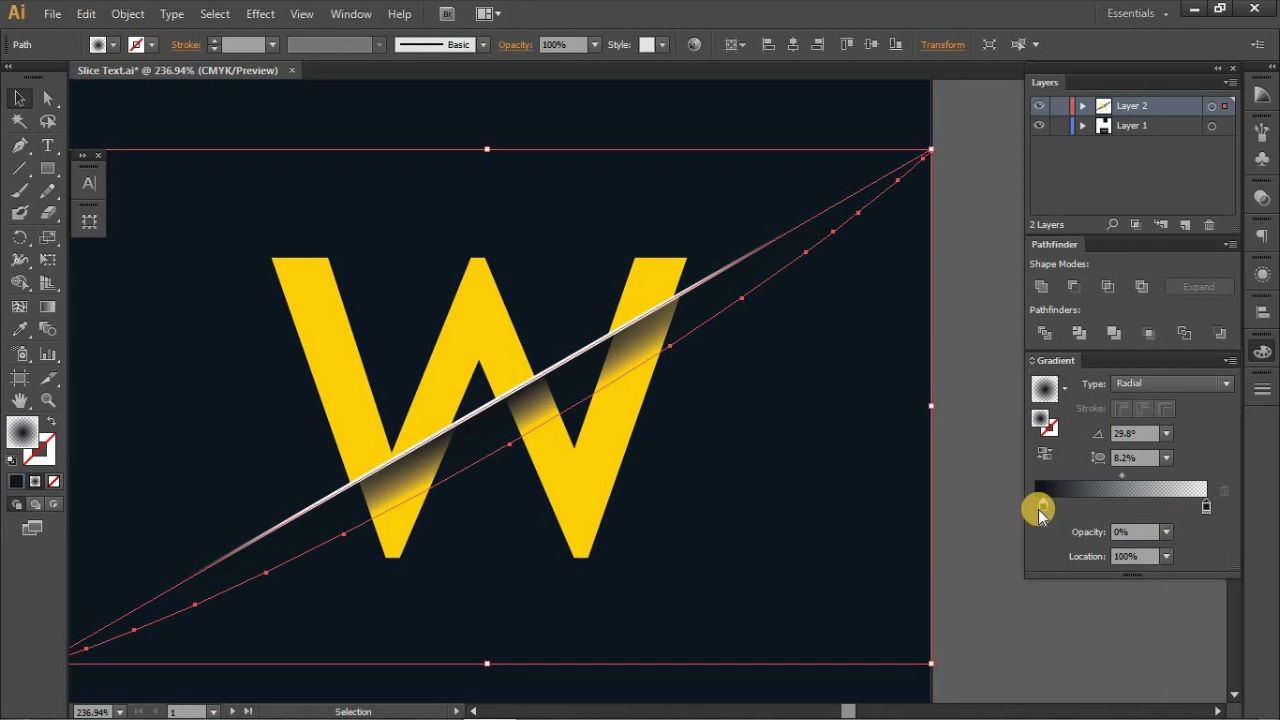 Ai File Edit Object Type Select Effect View Window Help Br Essentials
Path Stroke: Basic Opacity: 100% Style: Transform
Slice Text.ai* @ 236.94% (CMYK/Preview) ×
Layers
Layer 2
Layer 1
2 Layers
Pathfinder
Shape Modes:
Expand
Pathfinders:
Gradient
Type: Radial
Stroke:
29.8°
8.2%
Opacity: 0%
Location: 100%
A
T
W
236.94% 1 Selection